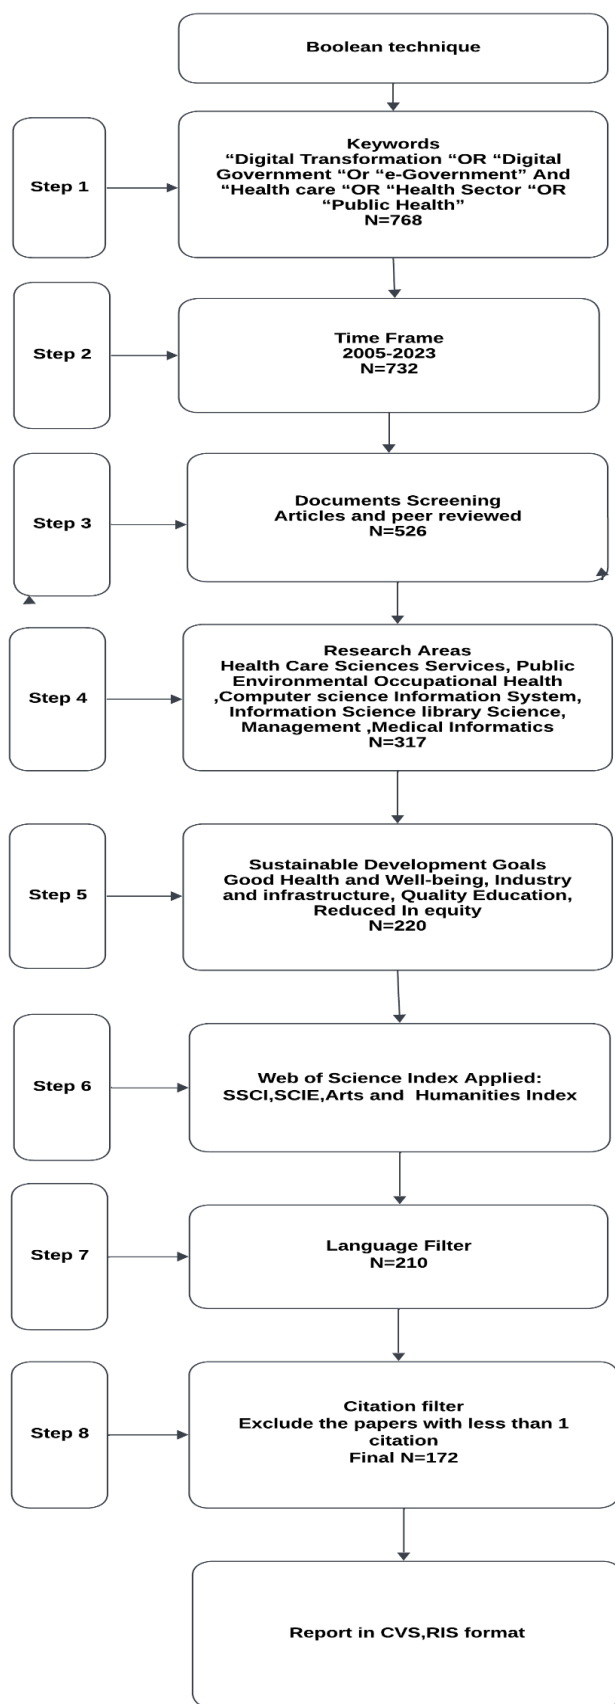 Boolean technique
Step 1
Keywords
“Digital Transformation “OR “Digital
Government “Or “e-Government” And
“Health care “OR “Health Sector “OR
“Public Health”
N=768
Step 2
Time Frame
2005-2023
N=732
Step 3
Documents Screening
Articles and peer reviewed
N=526
Step 4
Research Areas
Health Care Sciences Services, Public
Environmental Occupational Health
,Computer science Information System,
Information Science library Science,
Management ,Medical Informatics
N=317
Step 5
Sustainable Development Goals
Good Health and Well-being, Industry
and infrastructure, Quality Education,
Reduced In equity
N=220
Step 6
Web of Science Index Applied:
SSCI,SCIE,Arts and  Humanities Index
Step 7
Language Filter
N=210
Step 8
Citation filter
Exclude the papers with less than 1
citation
Final N=172
Report in CVS,RIS format